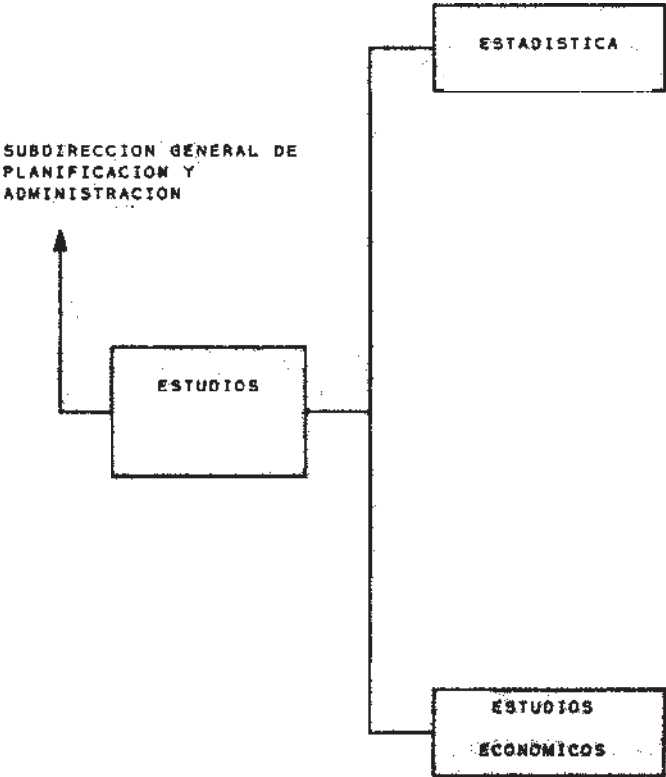 ESTADISTICA
SUBDIRECCION GENERAL DE
PLANIFICACION Y
ADMINISTRACION
ESTUDIOS
ESTUDIOS
ECONOMICOS